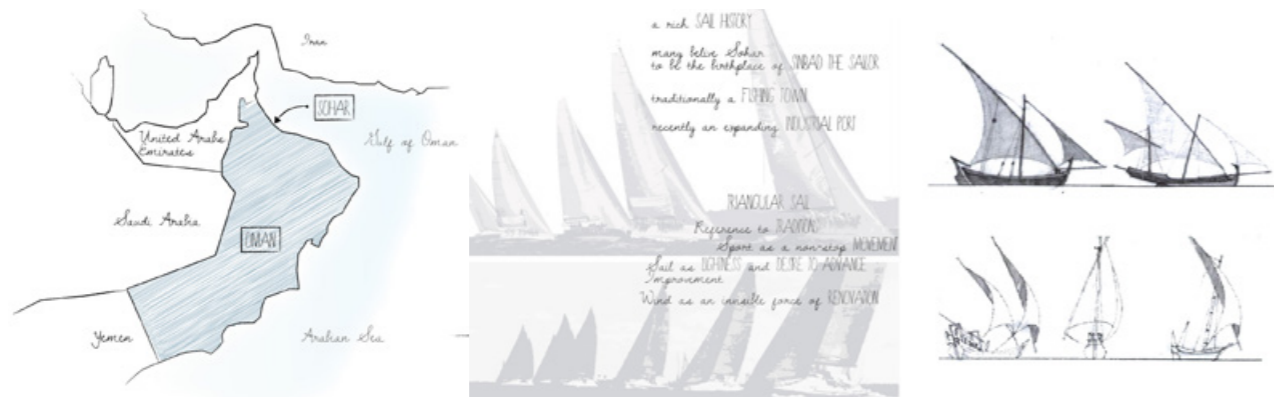 Iran
SOHAR
United Arabs
Emirates
Gulf of Oman
Saudi Arabia
OMAN
Yemen
Arabian Sea
a rich SAIL HISTORY
many belive Sohar
to be the birthplace of SINBAD THE SAILOR
traditionally a FISHING TOWN
recently an expanding INDUSTRIAL PORT
TRIANGULAR SAIL
Reference to TRADITIONS
Sport as a non-stop MOVEMENT
Sail as LIGHTNESS and DESIRE TO ADVANCE
Improvement
Wind as an invisible force of RENOVATION